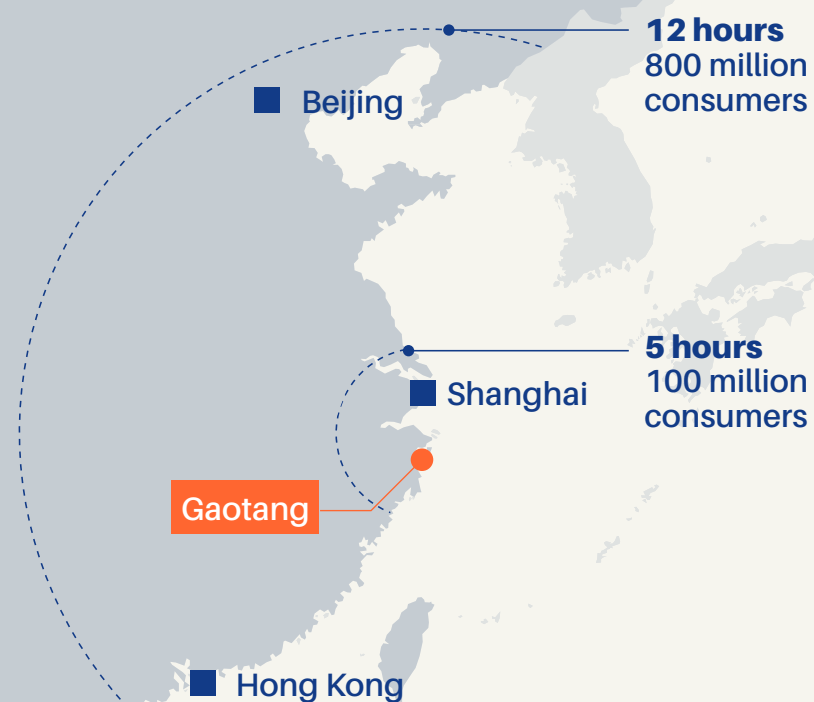 12 hours
800 million
consumers
Beijing
5 hours
100 million
consumers
Shanghai
Gaotang
Hong Kong